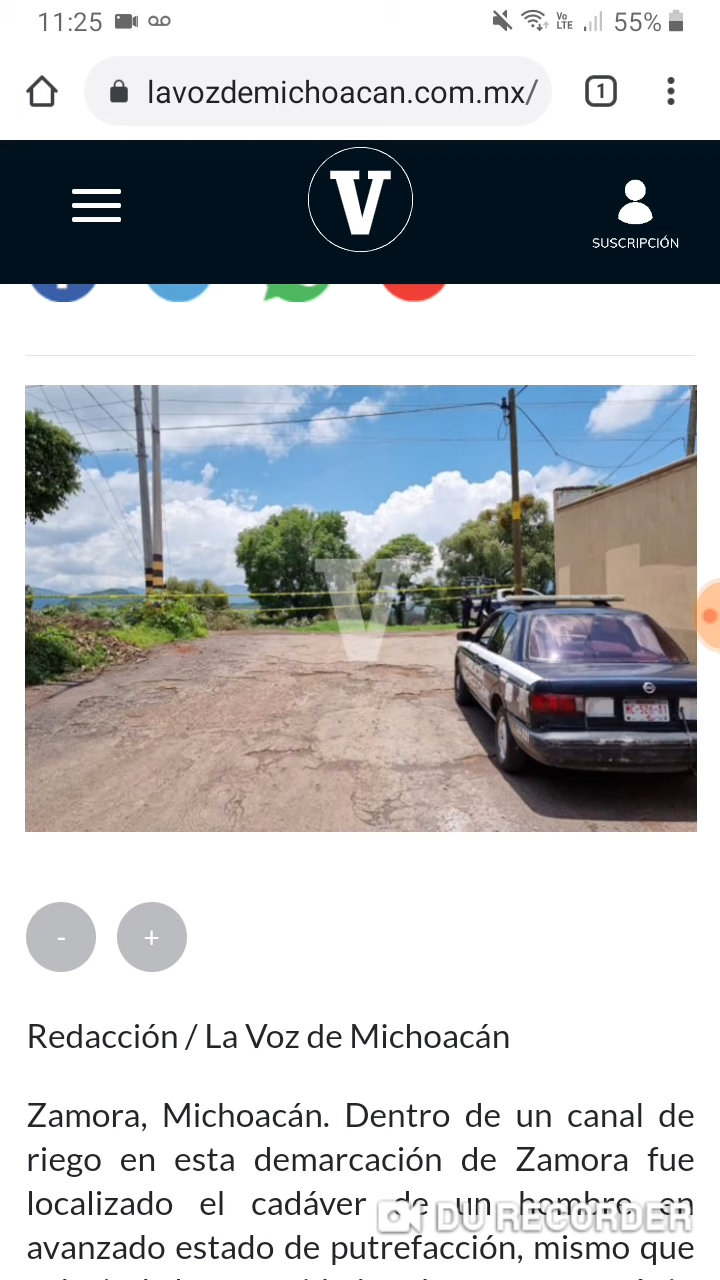 11:25 Vo LTE 55%
lavozdemichoacan.com.mx/ 1
V
SUSCRIPCIÓN
V
- +
Redacción / La Voz de Michoacán
Zamora, Michoacán. Dentro de un canal de
riego en esta demarcación de Zamora fue
localizado el cadáver de un hombre en
DU RECORDER
avanzado estado de putrefacción, mismo que